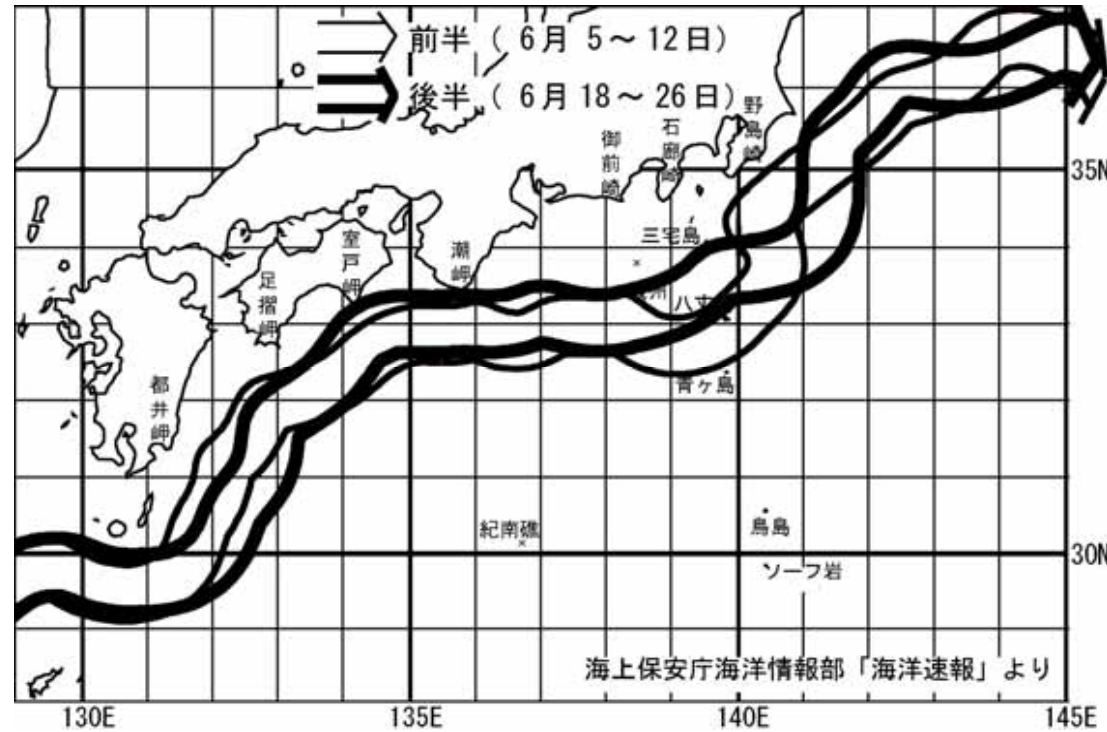 前半 ( 6月 5～12日)
後半 ( 6月 18～26日)
野島崎
石廊崎
御前崎
35N
三宅島
潮岬
室戸岬
足摺岬
八丈
青ヶ島
都井岬
紀南礁
鳥島
30N
ソーフ岩
海上保安庁海洋情報部「海洋速報」より
130E
135E
140E
145E